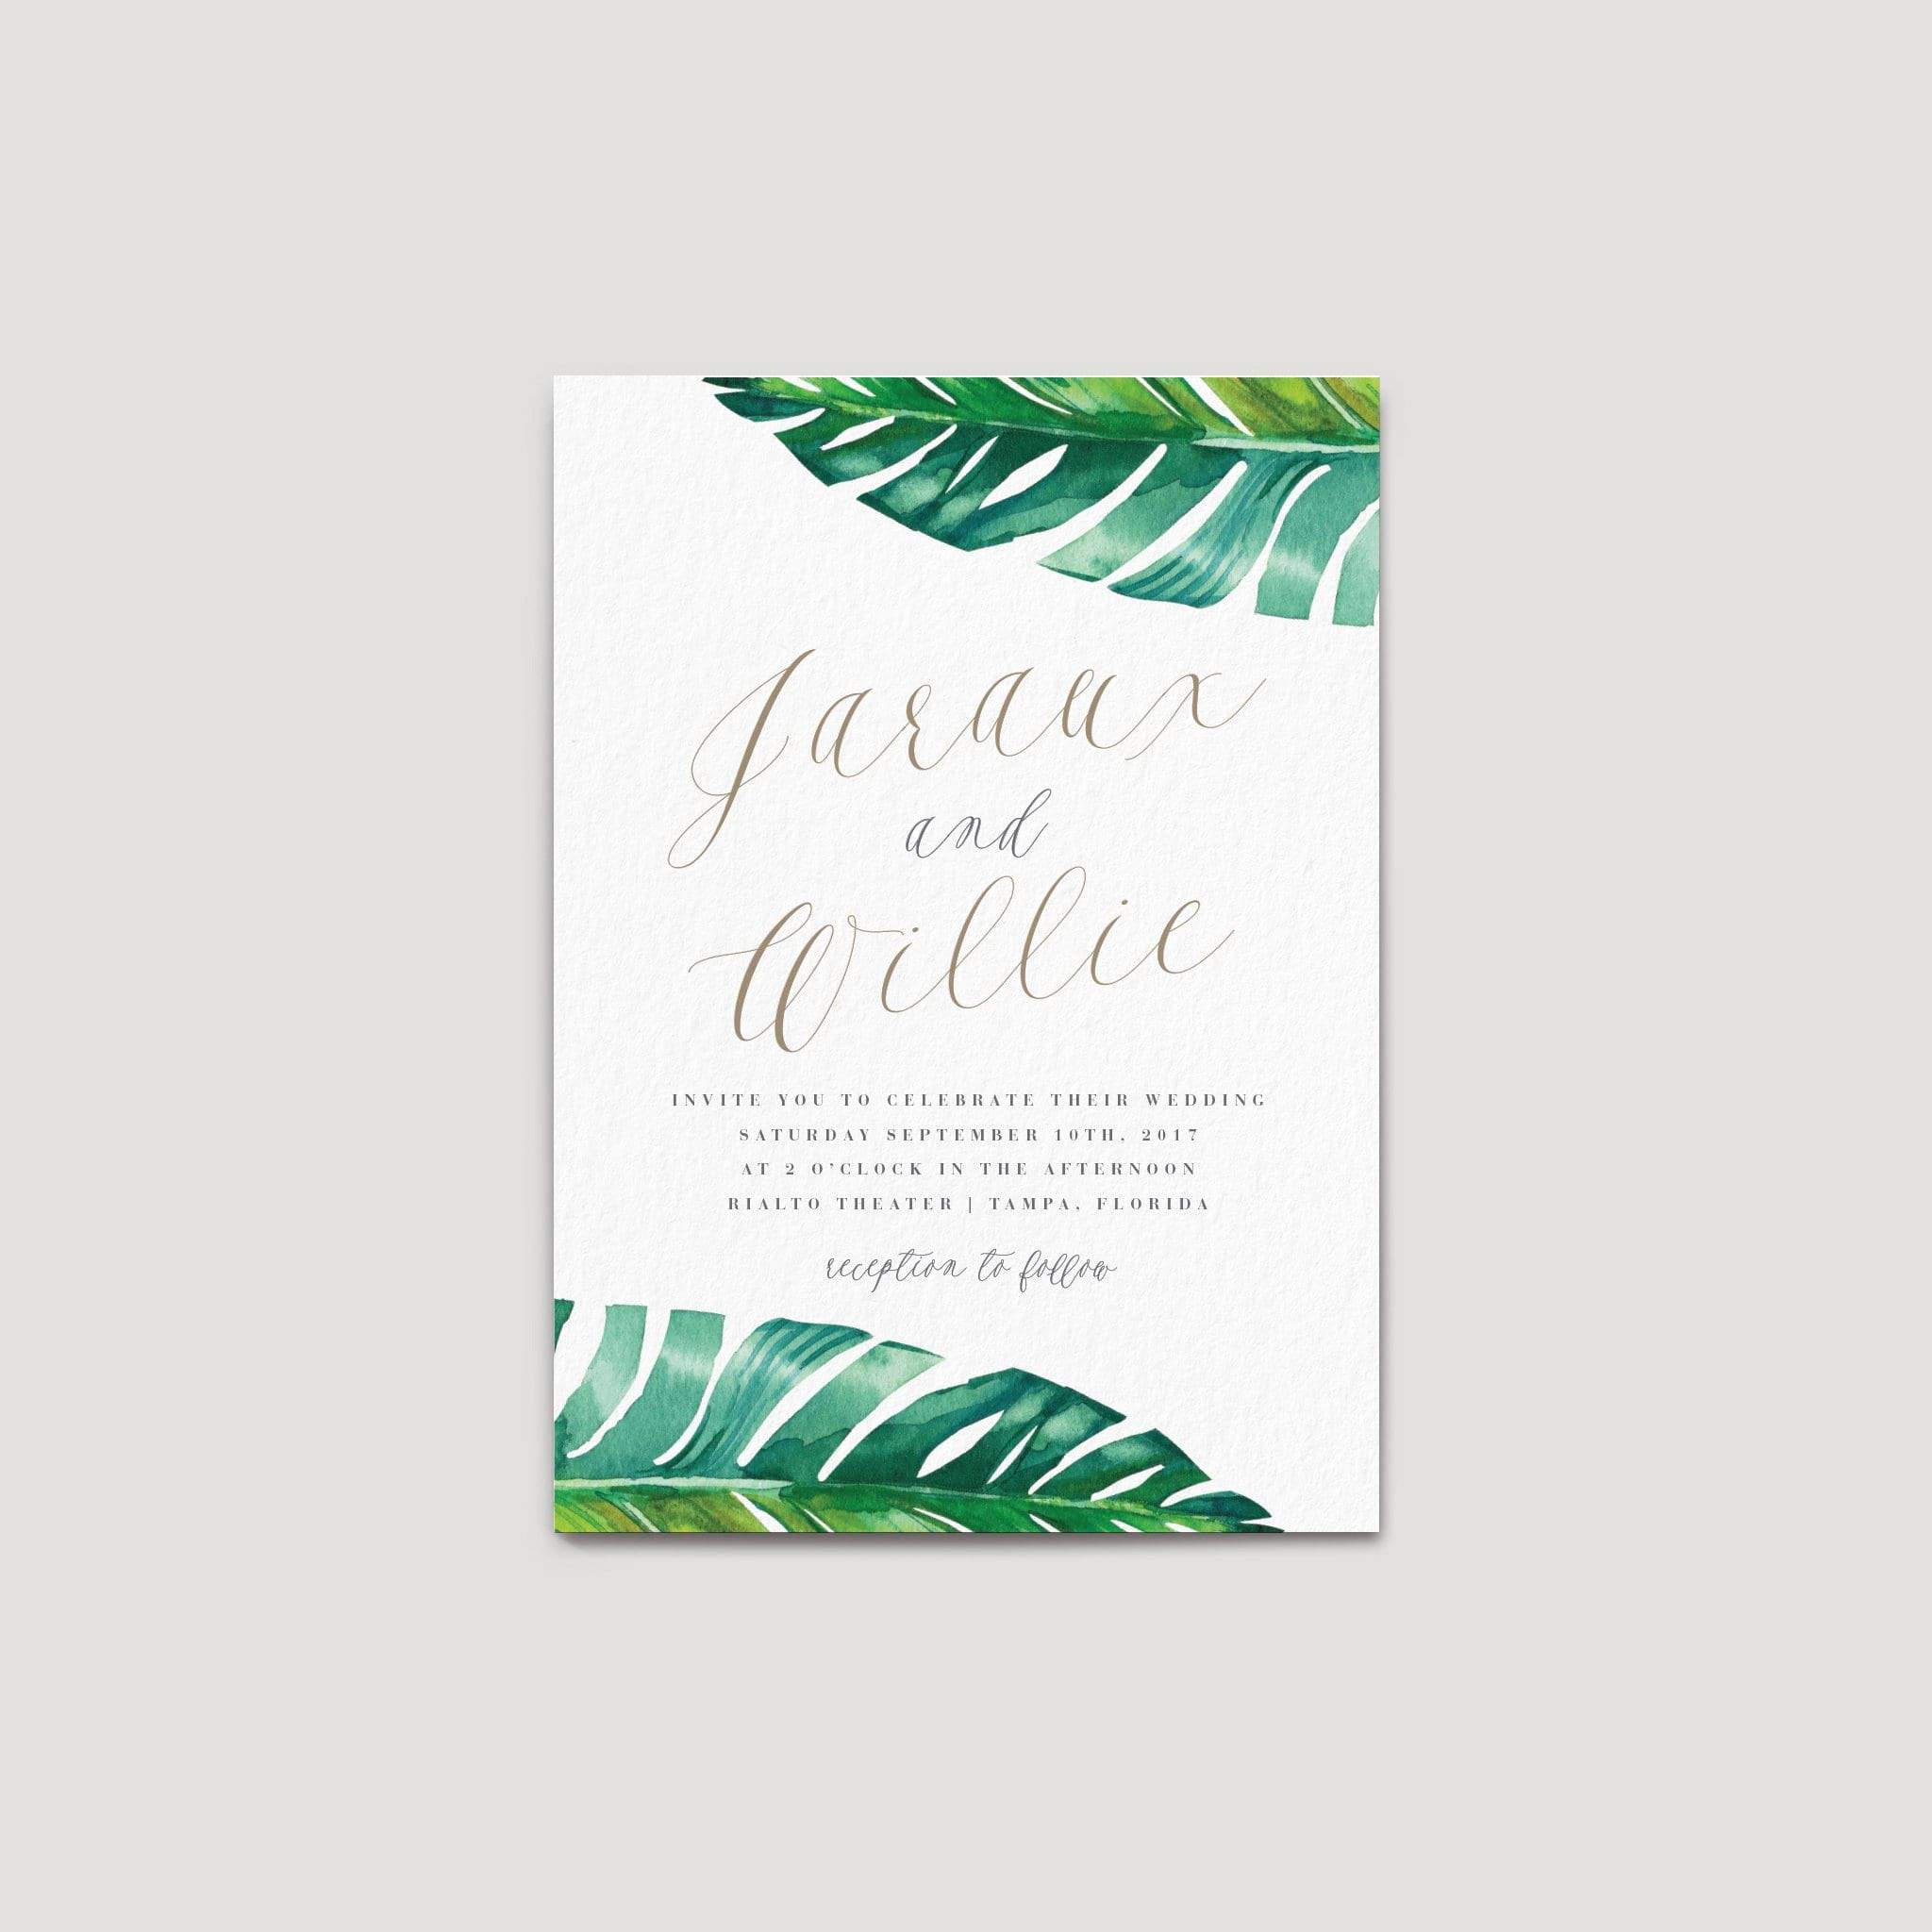 Jaraux
and
Willie
INVITE YOU TO CELEBRATE THEIR WEDDING
SATURDAY SEPTEMBER 10TH, 2017
AT 2 O’CLOCK IN THE AFTERNOON
RIALTO THEATER | TAMPA, FLORIDA
reception to follow